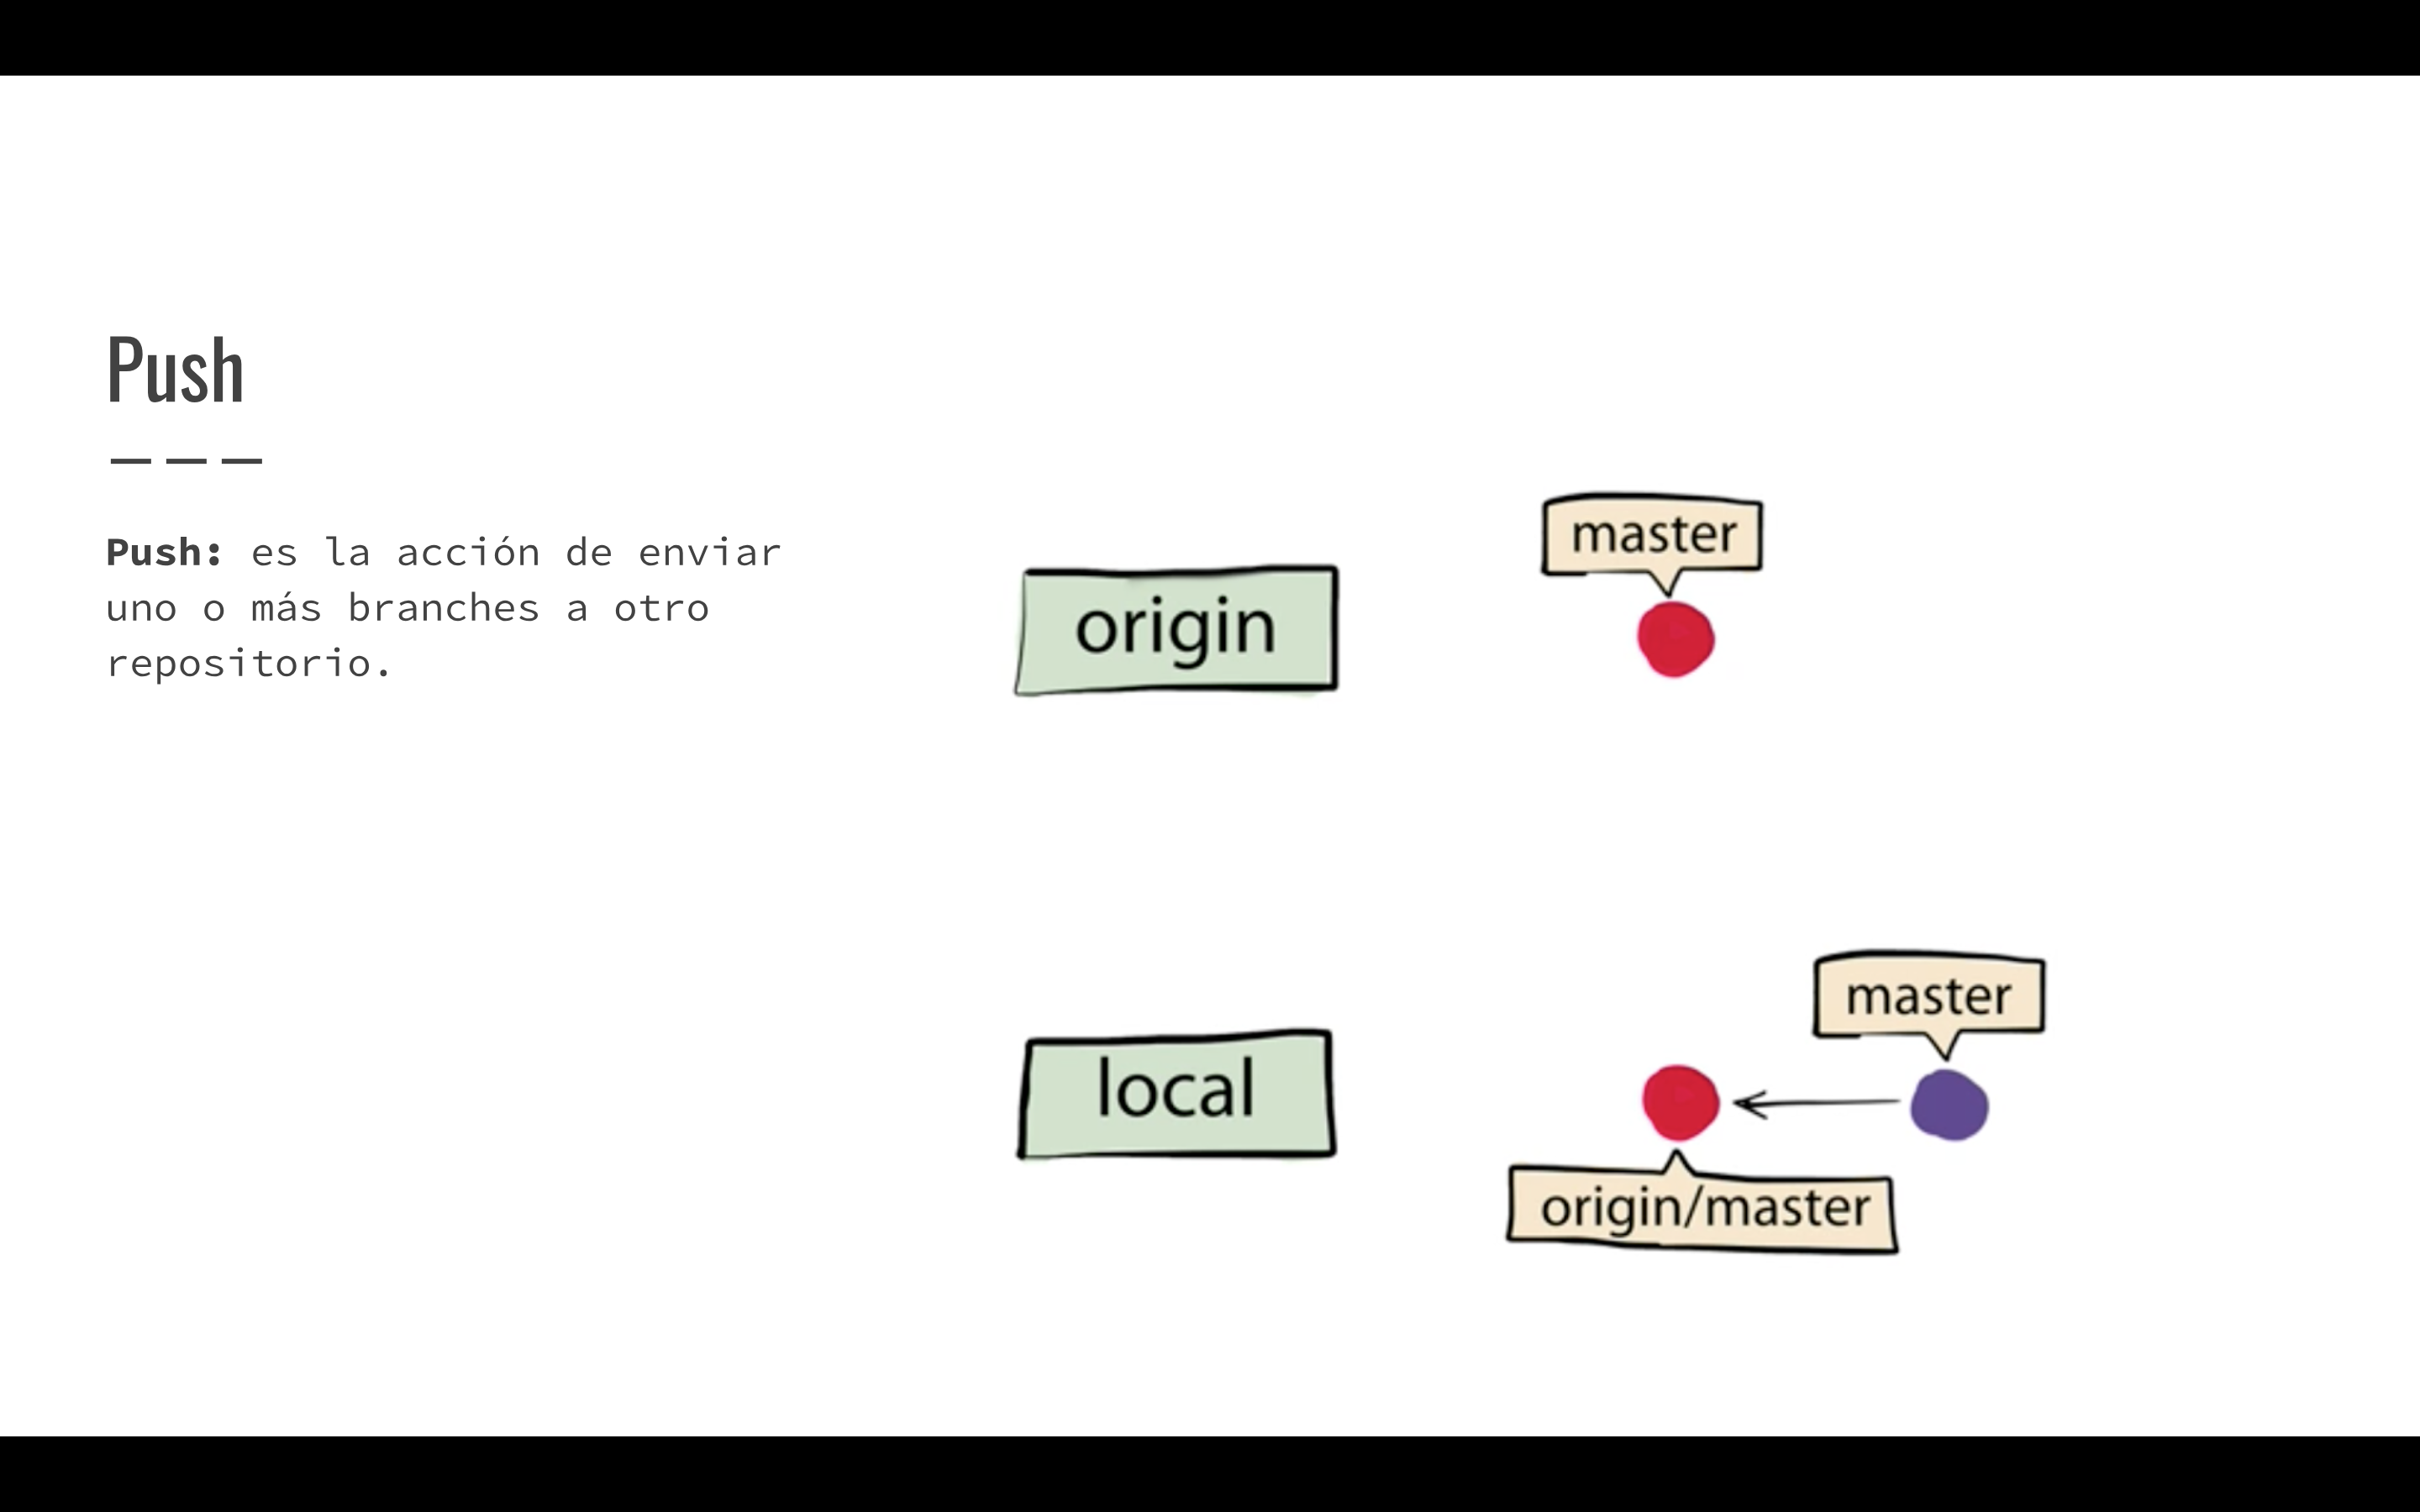 Push
Push: es la acción de enviar
uno o más branches a otro
repositorio.
origin
master
local
master
origin/master